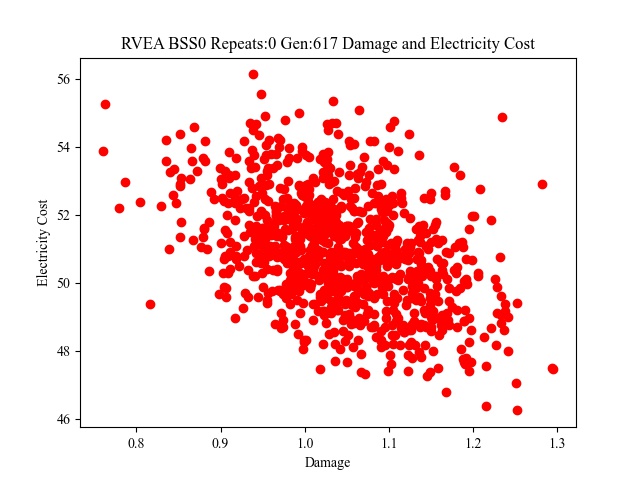 RVEA BSS0 Repeats:0 Gen:617 Damage and Electricity Cost
56
54
52
50
48
46
Electricity Cost
0.8 0.9 1.0 1.1 1.2 1.3
Damage